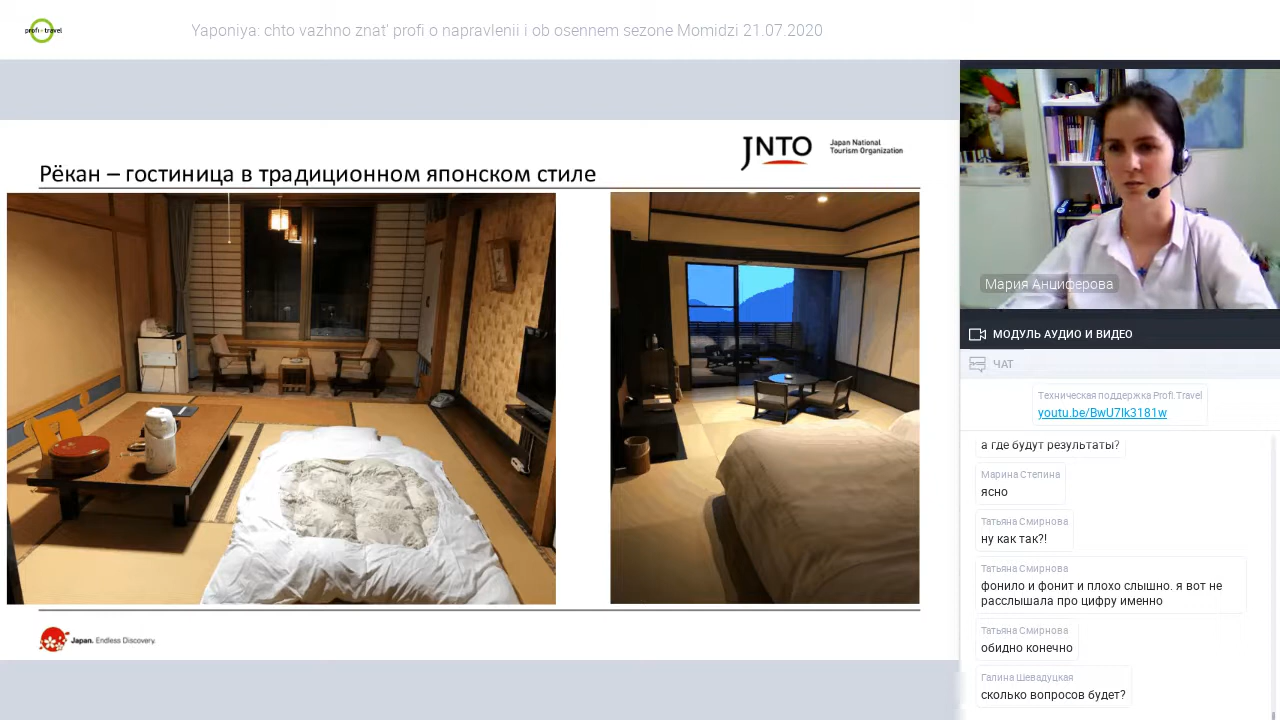 profi travel
Yaponiya: chto vazhno znat' profi o napravlenii i ob osennem sezone Momidzi 21.07.2020
JNTO
Japan National
Tourism Organization
Рёкан – гостиница в традиционном японском стиле
Japan. Endless Discovery.
Мария Анциферова
МОДУЛЬ АУДИО И ВИДЕО
ЧАТ
Техническая поддержка Profi.Travel
youtu.be/BwU7Ik3181w
а где будут результаты?
Марина Степина
ясно
Татьяна Смирнова
ну как так?!
Татьяна Смирнова
фонило и фонит и плохо слышно. я вот не
расслышала про цифру именно
Татьяна Смирнова
обидно конечно
Галина Шевадуцкая
сколько вопросов будет?